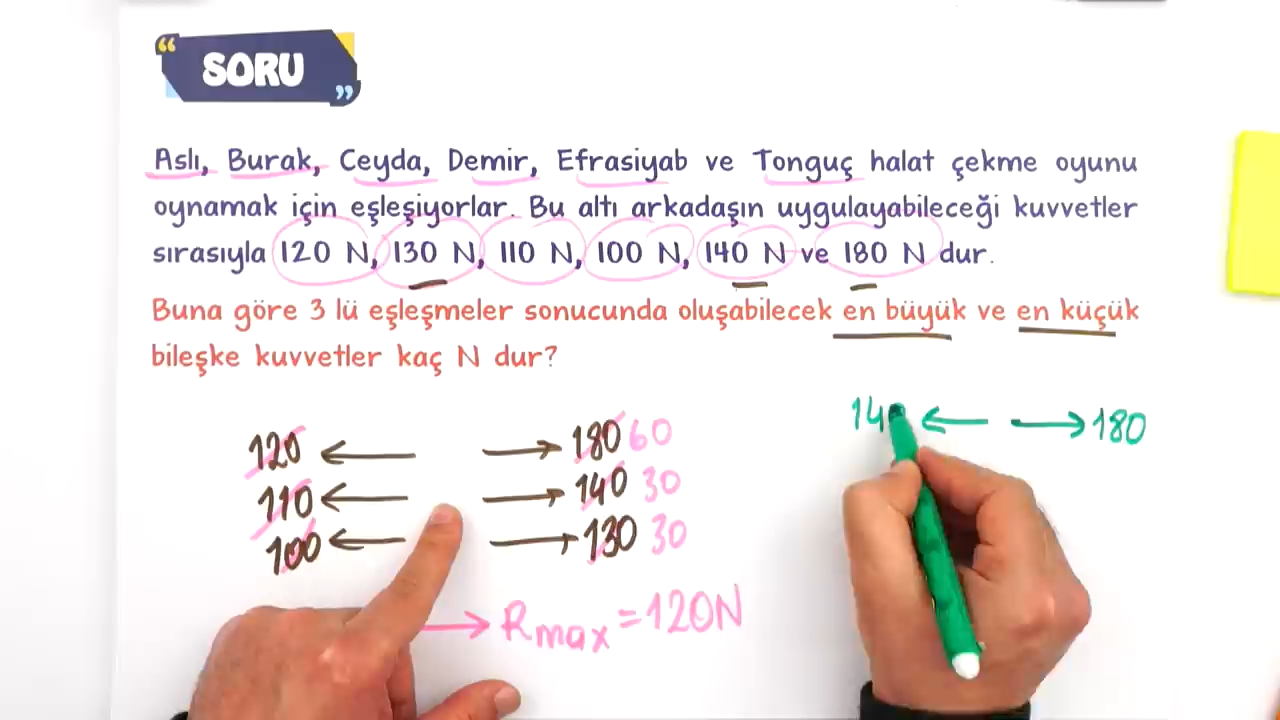 SORU
Aslı, Burak, Ceyda, Demir, Efrasiyab ve Tonguç halat çekme oyunu
oynamak için eşleşiyorlar. Bu altı arkadaşın uygulayabileceği kuvvetler
sırasıyla 120 N, 130 N, 110 N, 100 N, 140 N ve 180 N dur.
Buna göre 3 lü eşleşmeler sonucunda oluşabilecek en büyük ve en küçük
bileşke kuvvetler kaç N dur?
120 ← → 180 60
110 ← → 140 30
100 ← → 130 30
→ Rmax = 120N
140 ← → 180